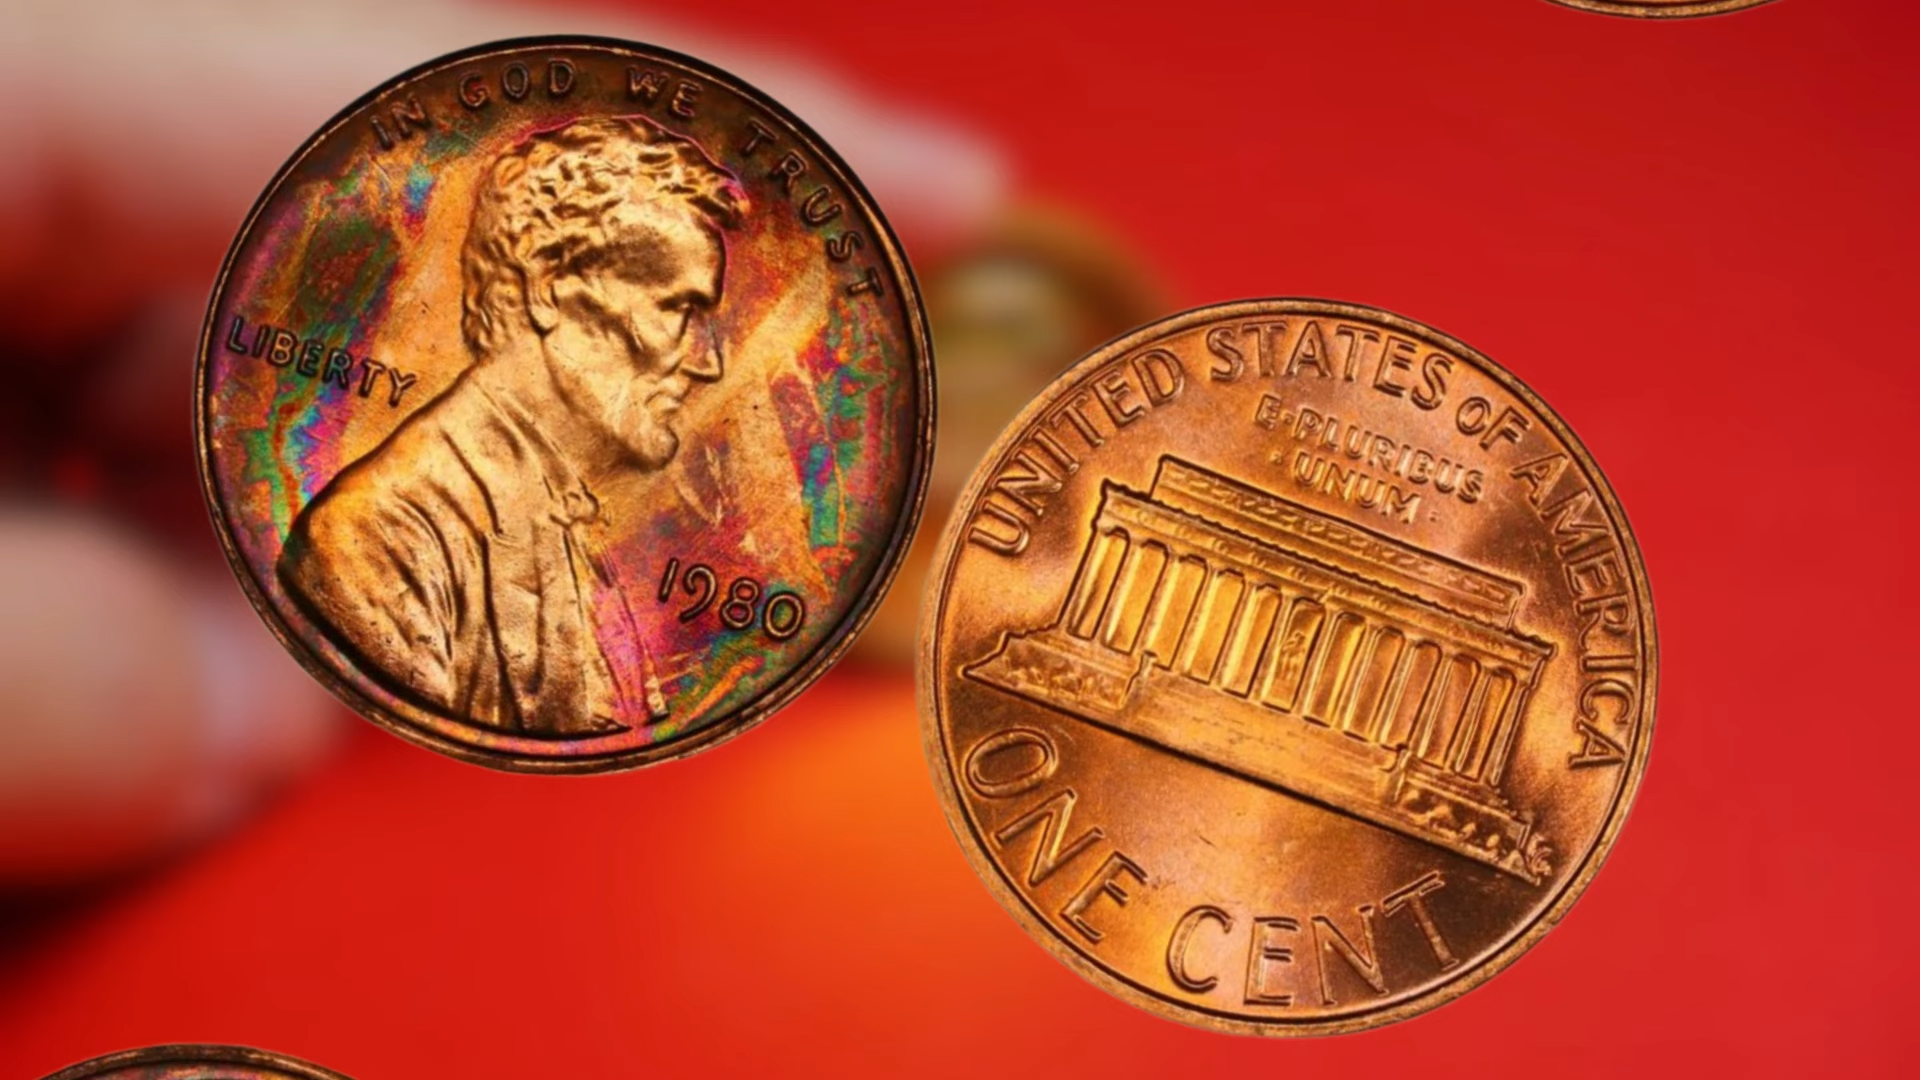 IN GOD WE TRUST
LIBERTY
1980
UNITED STATES OF AMERICA
E·PLURIBUS
·UNUM·
ONE CENT